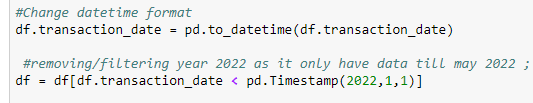 #Change datetime format
df.transaction_date = pd.to_datetime(df.transaction_date)
#removing/filtering year 2022 as it only have data till may 2022 ;
df = df[df.transaction_date < pd.Timestamp(2022,1,1)]